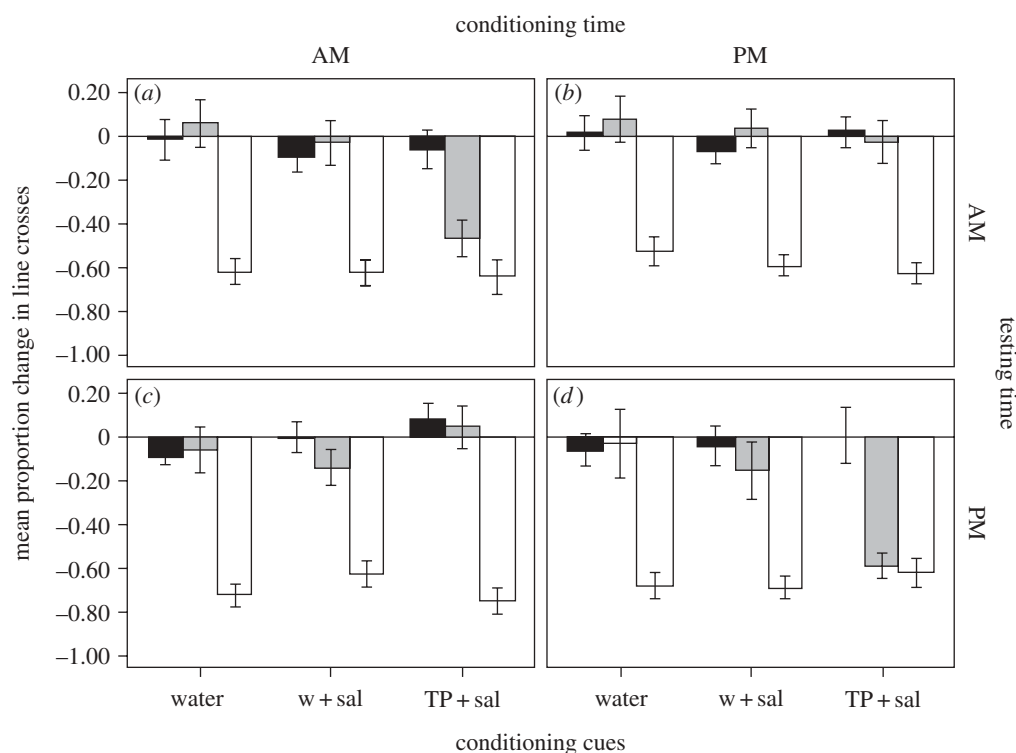 conditioning time
AM PM
mean proportion change in line crosses
(a)
0.20
0
–0.20
–0.40
–0.60
–0.80
–1.00
(b)
AM
testing time
(c)
0.20
0
–0.20
–0.40
–0.60
–0.80
–1.00
(d)
PM
water w + sal TP + sal water w + sal TP + sal
conditioning cues